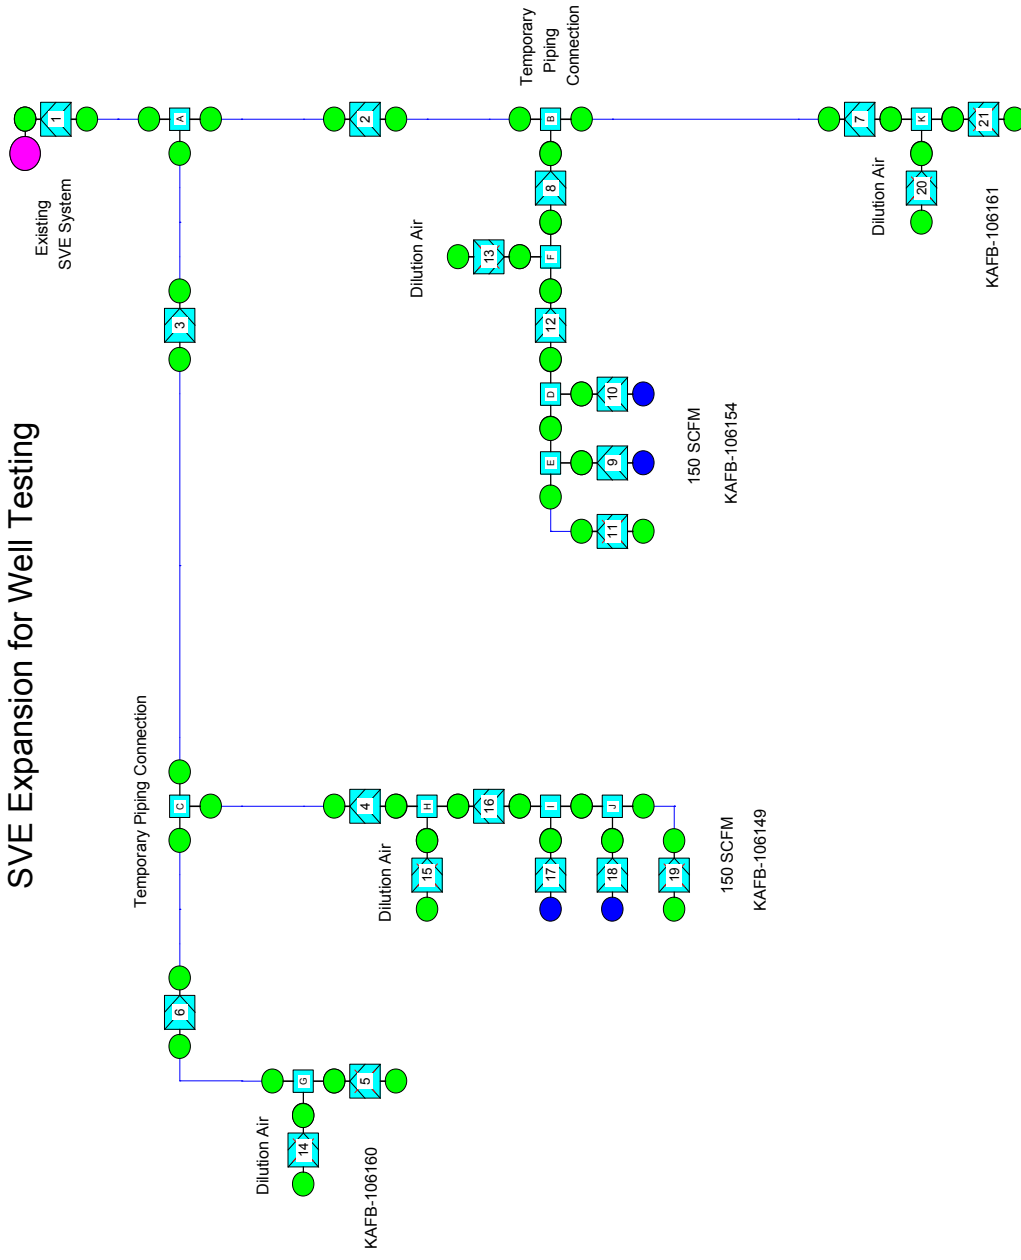 SVE Expansion for Well Testing
Existing
SVE System
1
A
2
Temporary
Piping
Connection
B
7
K
21
Dilution Air
20
KAFB-106161
3
8
F
Dilution Air
13
12
D
10
E
9
11
150 SCFM
KAFB-106154
Temporary Piping Connection
C
4
H
16
I
J
Dilution Air
15
17
18
19
150 SCFM
KAFB-106149
6
G
5
Dilution Air
14
KAFB-106160